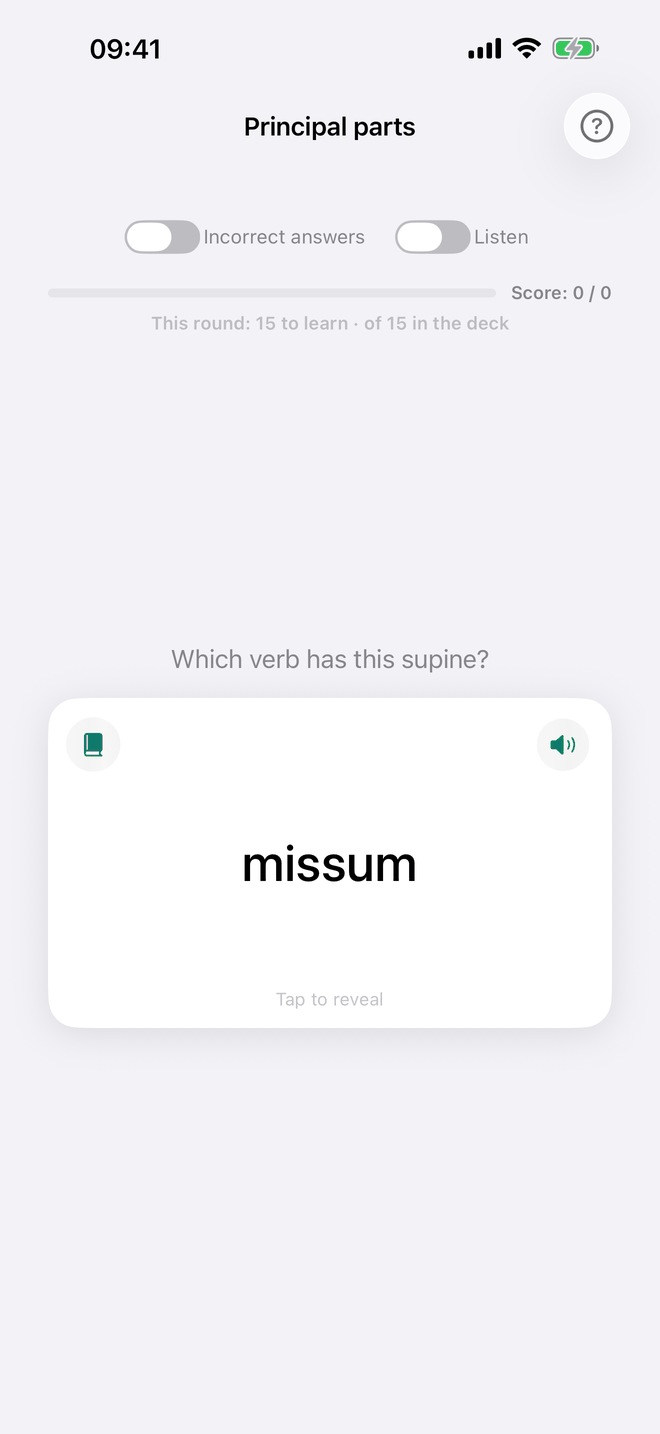 09:41
Principal parts
Incorrect answers Listen
Score: 0 / 0
This round: 15 to learn · of 15 in the deck
Which verb has this supine?
missum
Tap to reveal